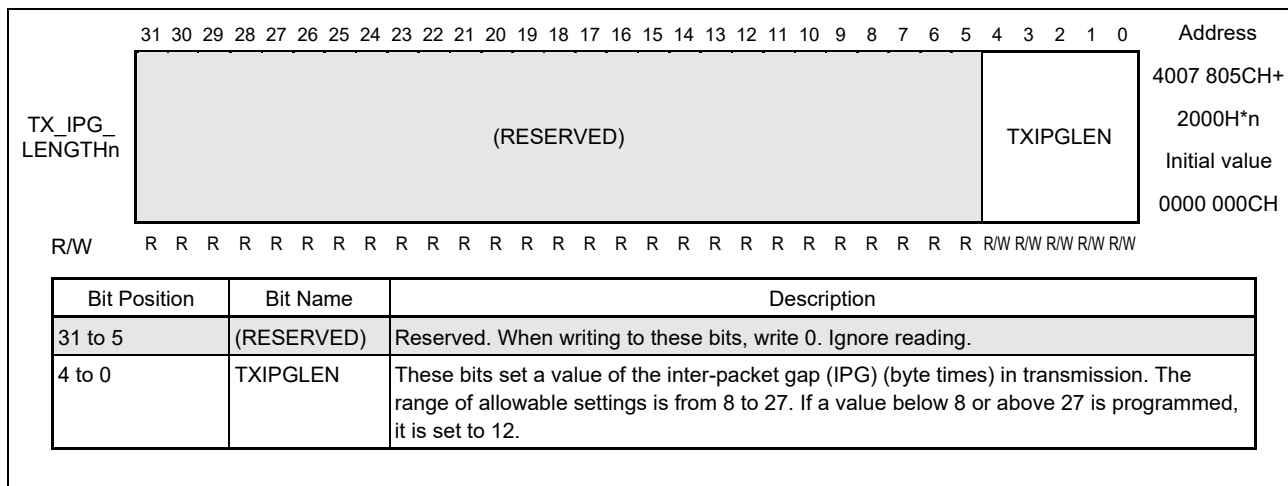 31 30 29 28 27 26 25 24 23 22 21 20 19 18 17 16 15 14 13 12 11 10 9 8 7 6 5 4 3 2 1 0 Address
4007 805CH+
2000H*n
Initial value
0000 000CH
TX_IPG_
LENGTHn
(RESERVED) TXIPGLEN
R/W R R R R R R R R R R R R R R R R R R R R R R R R R R R R/W R/W R/W R/W R/W
Bit Position Bit Name Description
31 to 5 (RESERVED) Reserved. When writing to these bits, write 0. Ignore reading.
4 to 0 TXIPGLEN These bits set a value of the inter-packet gap (IPG) (byte times) in transmission. The
range of allowable settings is from 8 to 27. If a value below 8 or above 27 is programmed,
it is set to 12.